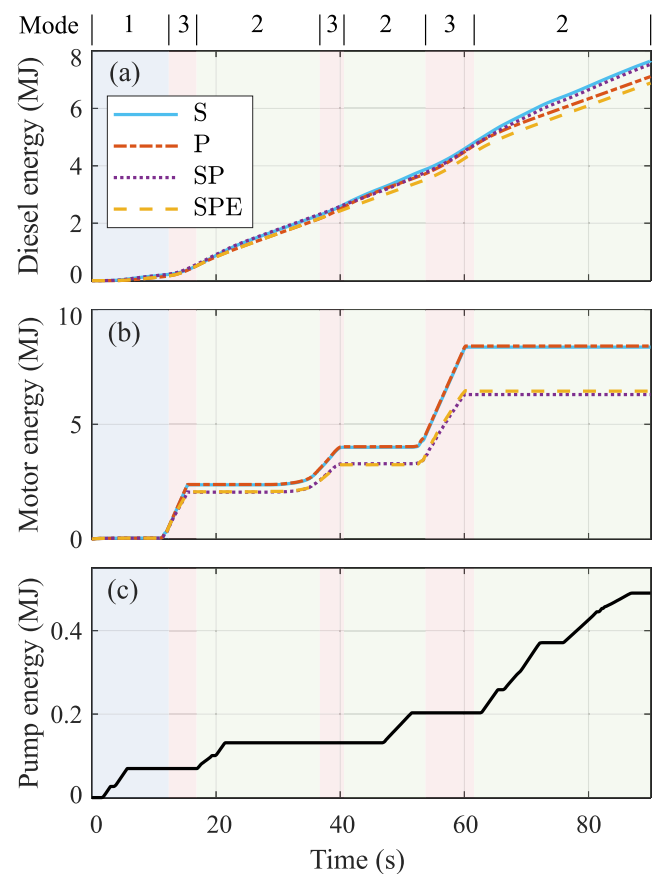 Mode 1 3 2 3 2 3 2
(a)
Diesel energy (MJ)
8
6
4
2
0
S
P
SP
SPE
(b)
Motor energy (MJ)
10
5
0
(c)
Pump energy (MJ)
0.4
0.2
0
0 20 40 60 80
Time (s)